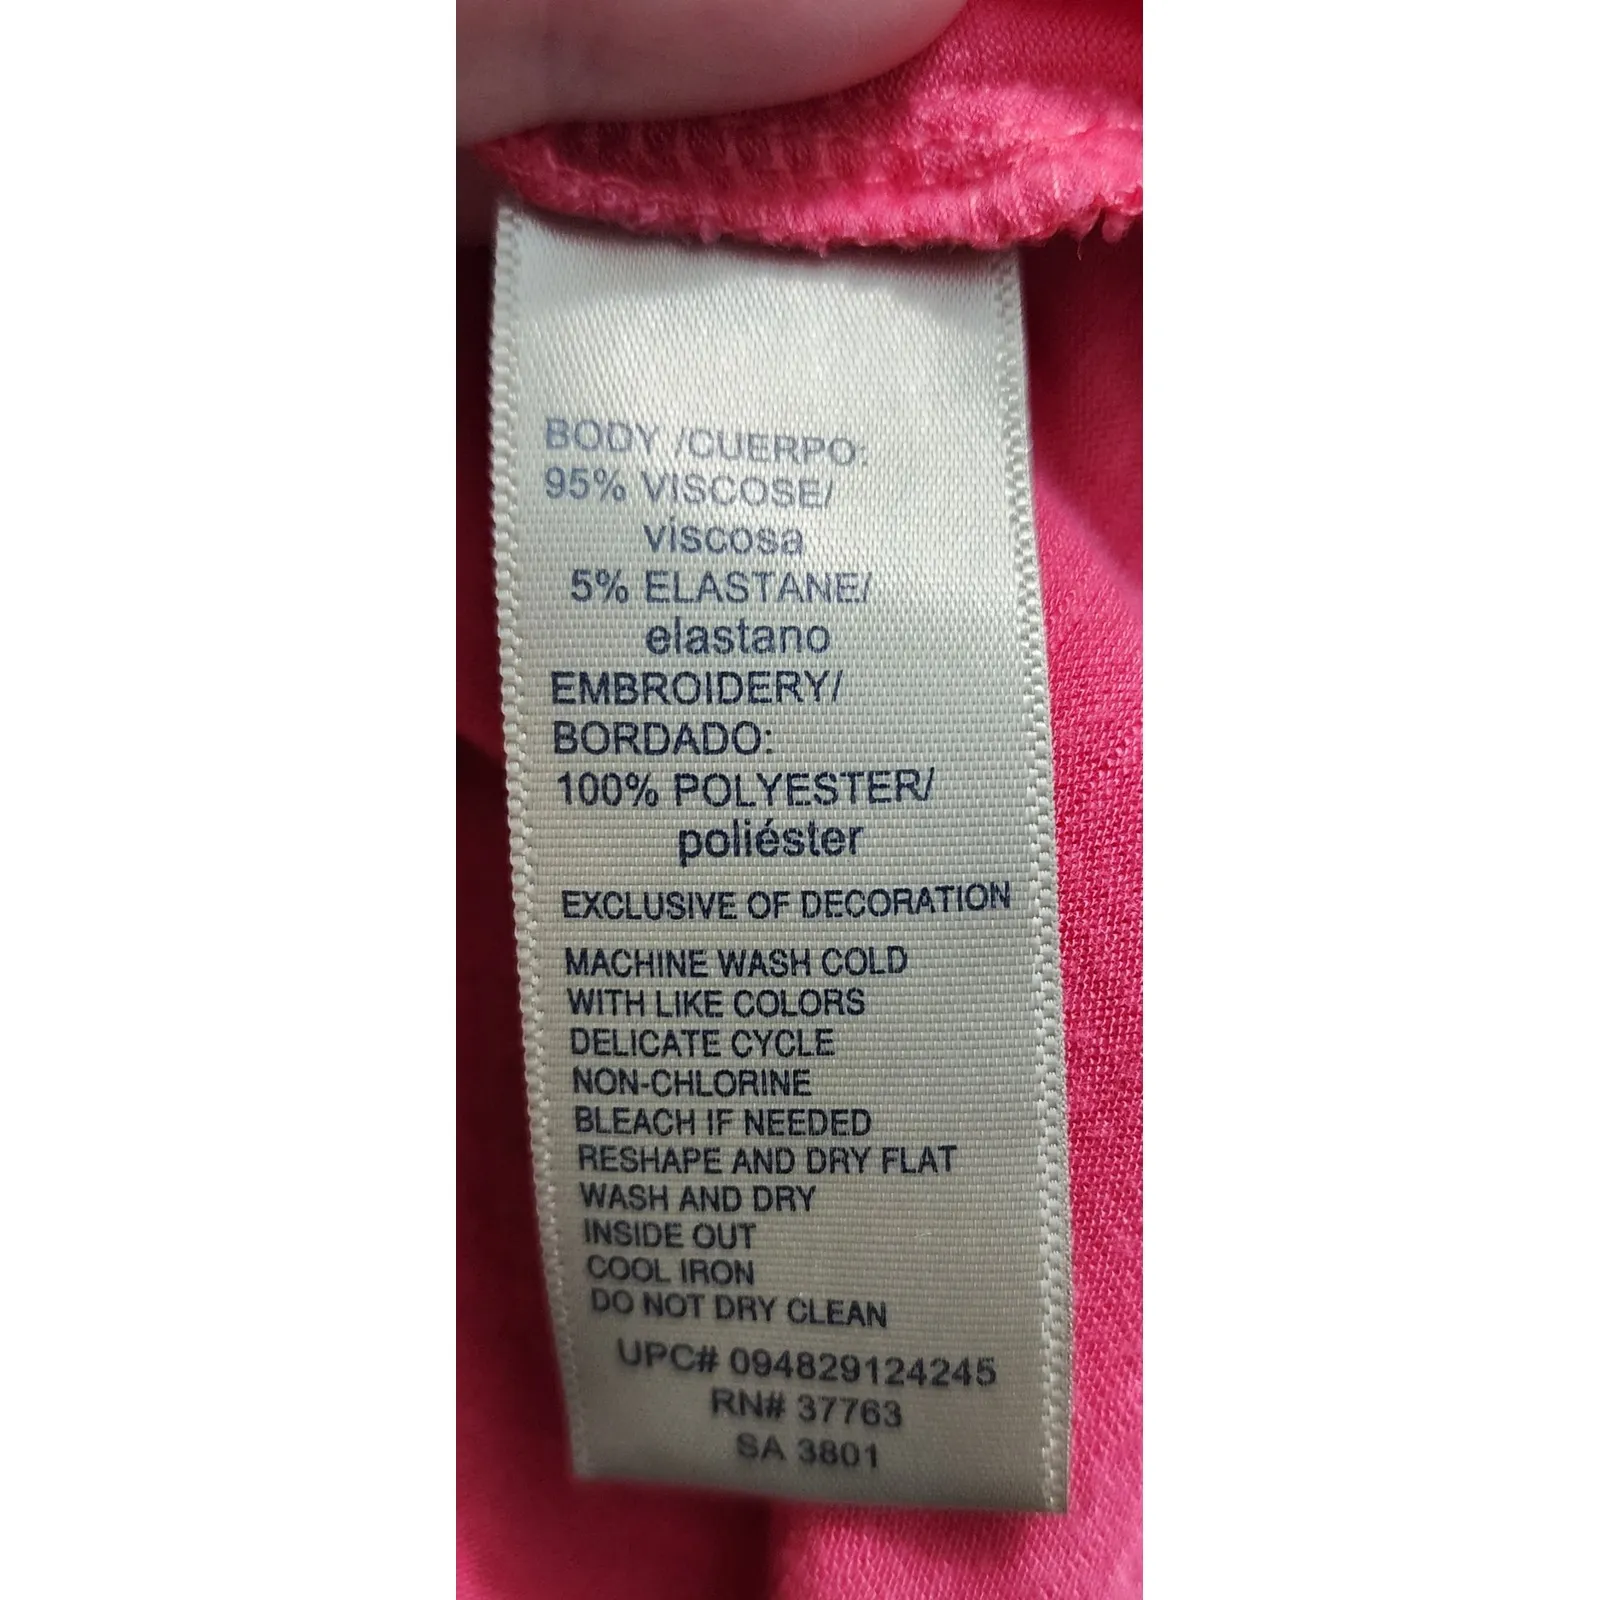 BODY /CUERPO:
95% VISCOSE/
viscosa
5% ELASTANE/
elastano
EMBROIDERY/
BORDADO:
100% POLYESTER/
poliéster
EXCLUSIVE OF DECORATION
MACHINE WASH COLD
WITH LIKE COLORS
DELICATE CYCLE
NON-CHLORINE
BLEACH IF NEEDED
RESHAPE AND DRY FLAT
WASH AND DRY
INSIDE OUT
COOL IRON
DO NOT DRY CLEAN
UPC# 094829124245
RN# 37763
SA 3801